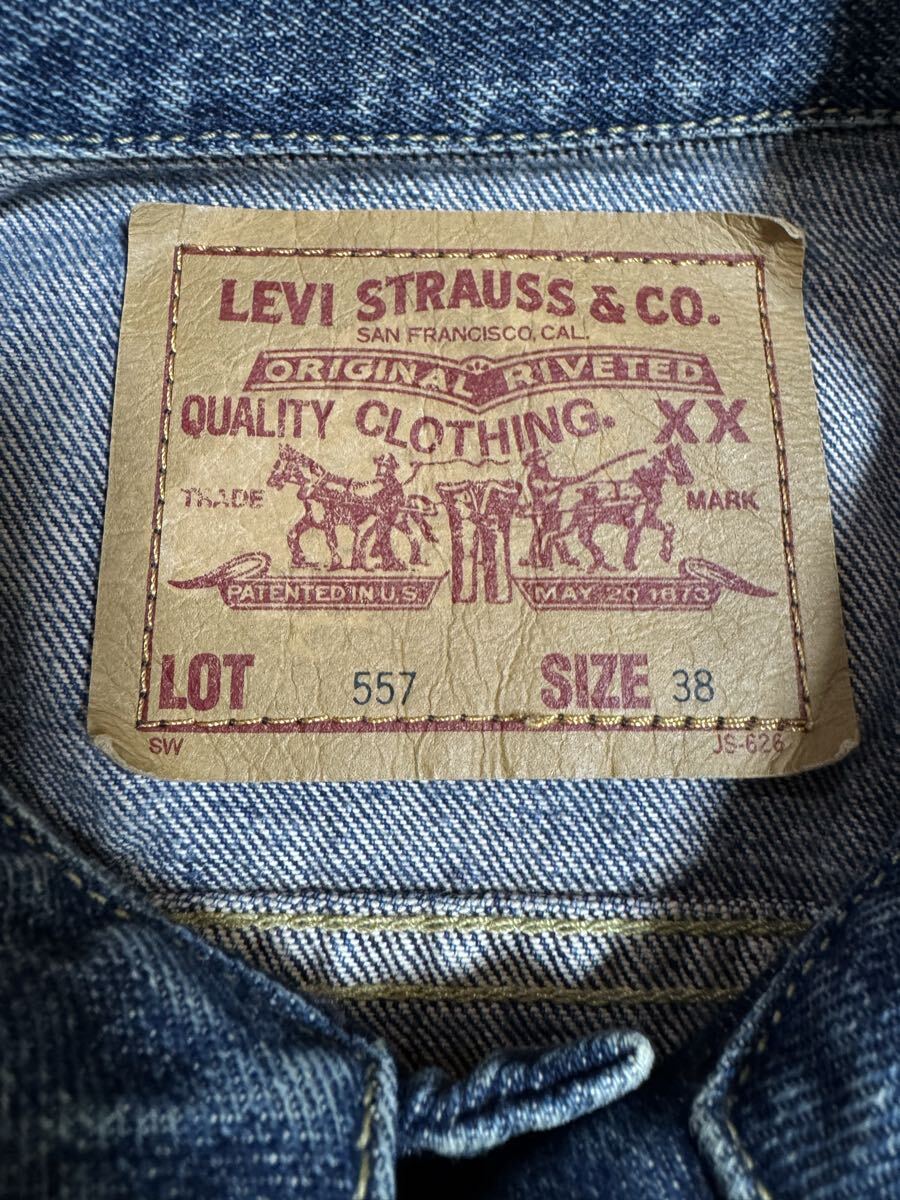 LEVI STRAUSS & CO.
SAN FRANCISCO, CAL.
ORIGINAL RIVETED
QUALITY CLOTHING. XX
TRADE MARK
PATENTED IN U.S. MAY 20 1873
LOT 557 SIZE 38
SW JS-626